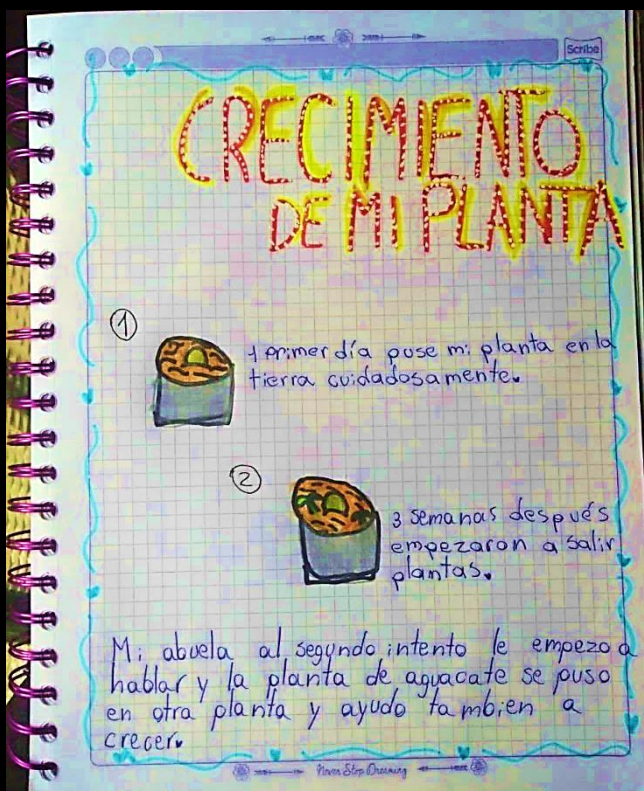 Scribe
CRECIMIENTO
DE MI PLANTA
1
1 Primer día puse mi planta en la
tierra cuidadosamente.
2
3 semanas después
empezaron a salir
plantas.
Mi abuela al segundo intento le empezo a
hablar y la planta de aguacate se puso
en otra planta y ayudo tambien a
crecer.
Never Stop Dreaming